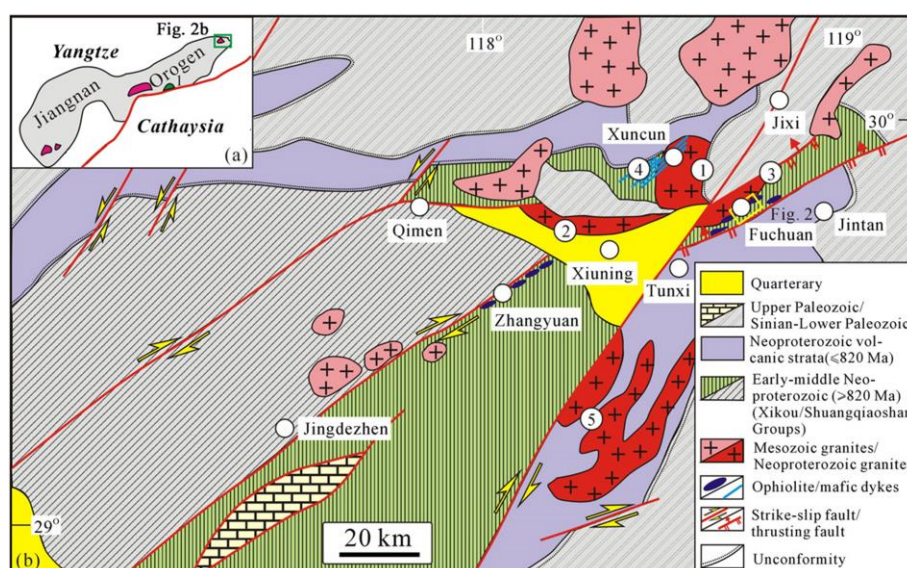 Yangtze
Fig. 2b
Jiangnan
Orogen
Cathaysia
(a)
118°
119°
30°
Jixi
Xuncun
4
1
3
Fig. 2
Qimen
2
Fuchuan
Jintan
Xiuning
Tunxi
Zhangyuan
5
Jingdezhen
29°
(b)
20 km
Quarterary
Upper Paleozoic/
Sinian-Lower Paleozoic
Neoproterozoic vol-
canic strata(⩽820 Ma)
Early-middle Neo-
proterozoic (>820 Ma)
(Xikou/Shuangqiaoshan
Groups)
Mesozoic granites/
Neoproterozoic granite
Ophiolite/mafic dykes
Strike-slip fault/
thrusting fault
Unconformity